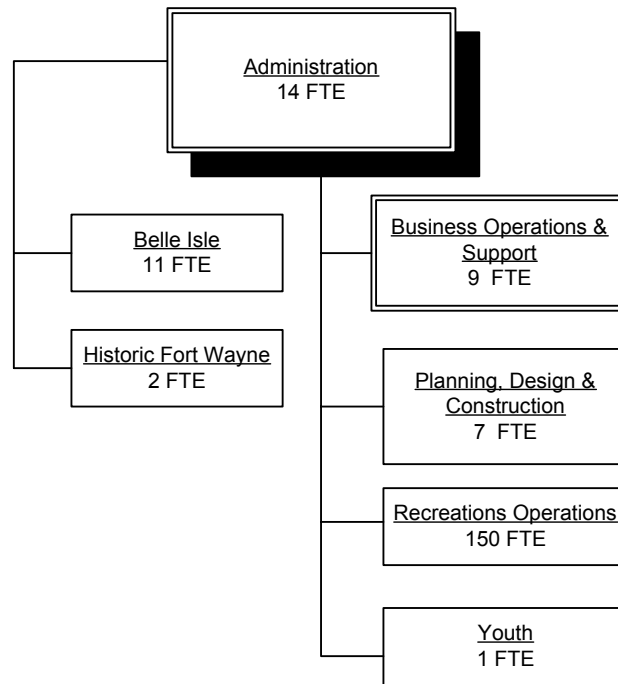 Administration
14 FTE
Belle Isle
11 FTE
Historic Fort Wayne
2 FTE
Business Operations &
Support
9 FTE
Planning, Design &
Construction
7 FTE
Recreations Operations
150 FTE
Youth
1 FTE